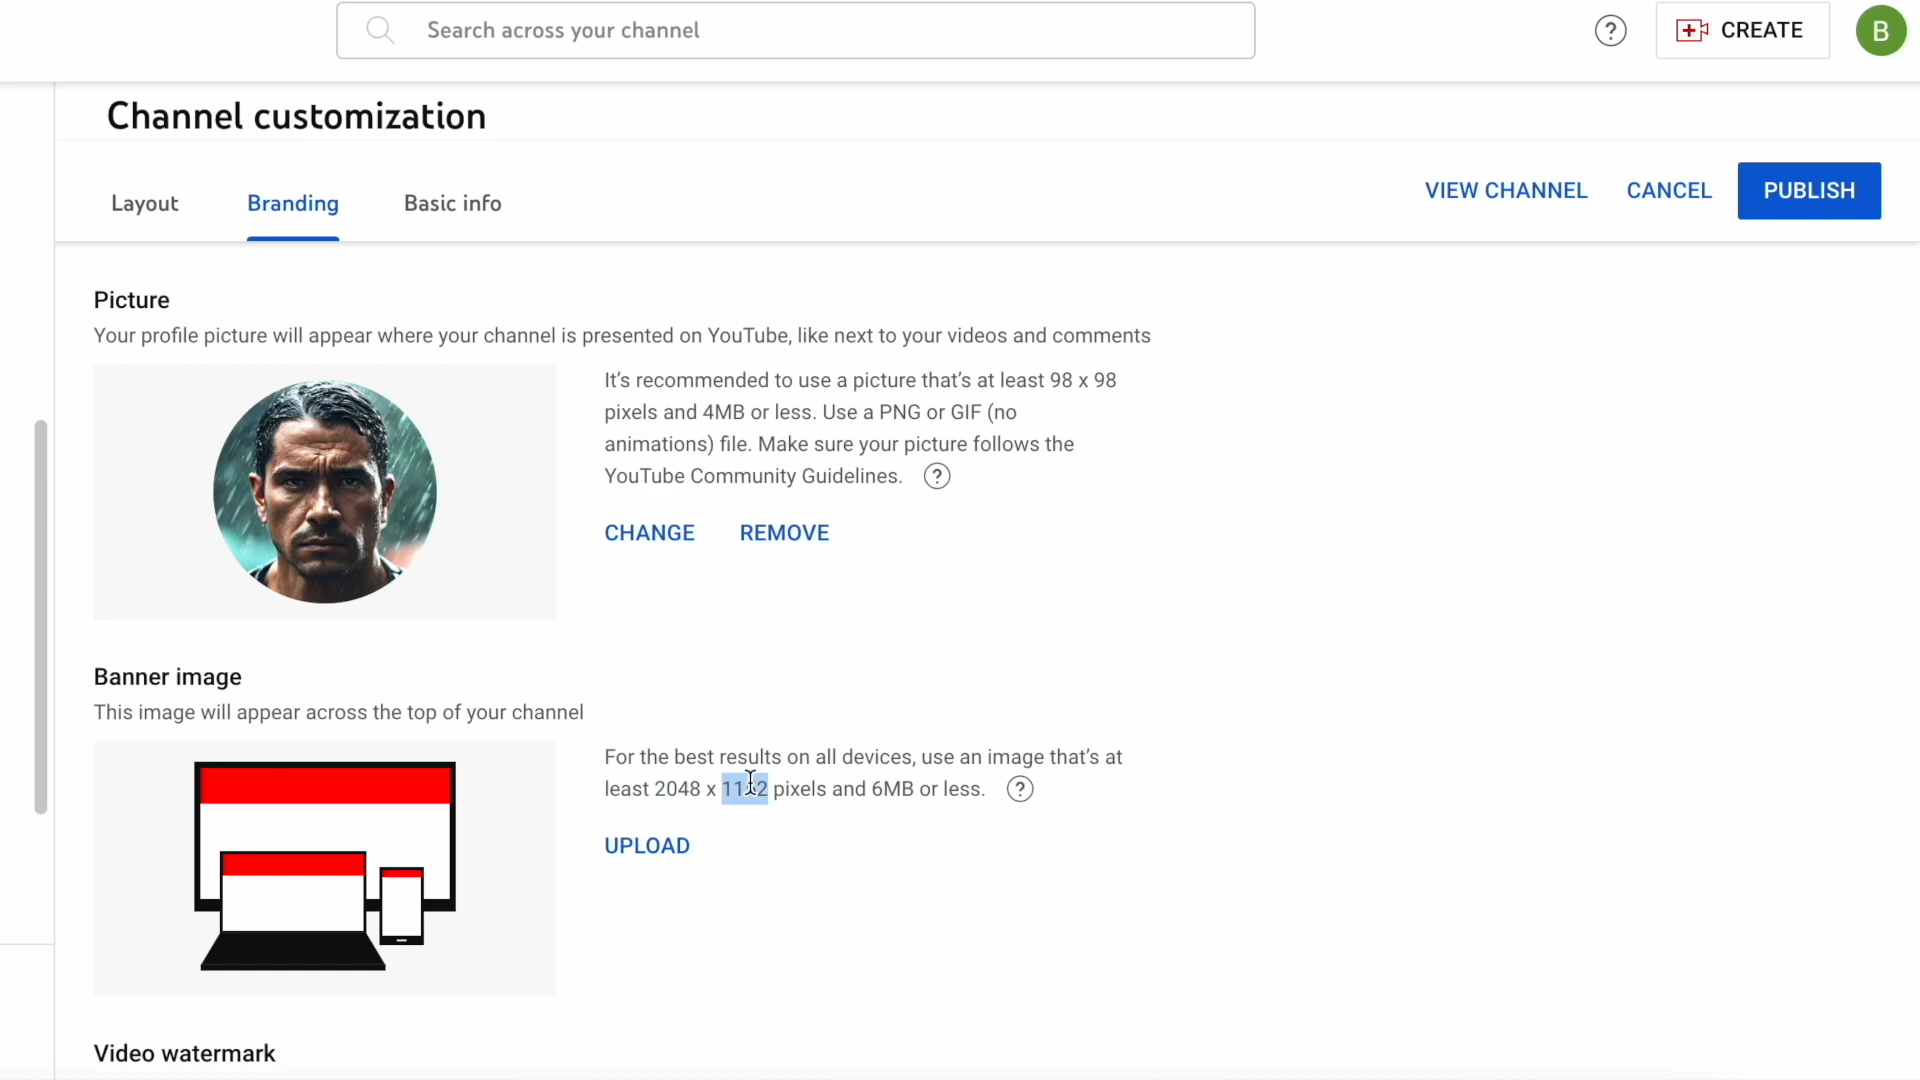 Search across your channel
? CREATE B
Channel customization
Layout Branding Basic info
VIEW CHANNEL CANCEL PUBLISH
Picture
Your profile picture will appear where your channel is presented on YouTube, like next to your videos and comments
It's recommended to use a picture that's at least 98 x 98
pixels and 4MB or less. Use a PNG or GIF (no
animations) file. Make sure your picture follows the
YouTube Community Guidelines. ?
CHANGE REMOVE
Banner image
This image will appear across the top of your channel
For the best results on all devices, use an image that's at
least 2048 x 1152 pixels and 6MB or less. ?
UPLOAD
Video watermark